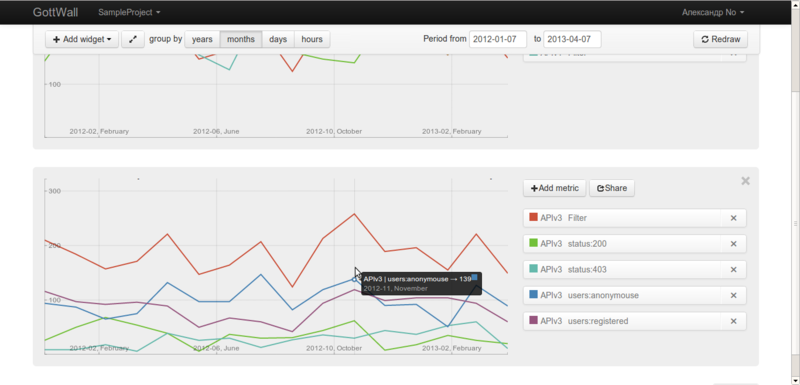 GottWall SampleProject Александр No
Add widget group by years months days hours Period from 2012-01-07 to 2013-04-07 Redraw
100
2012-02, February 2012-06, June 2012-10, October 2013-02, February
300
200
100
2012-02, February 2012-06, June 2012-10, October 2013-02, February
APIv3 | users:anonymouse → 139
2012-11, November
Add metric Share
APIv3 Filter
APIv3 status:200
APIv3 status:403
APIv3 users:anonymouse
APIv3 users:registered